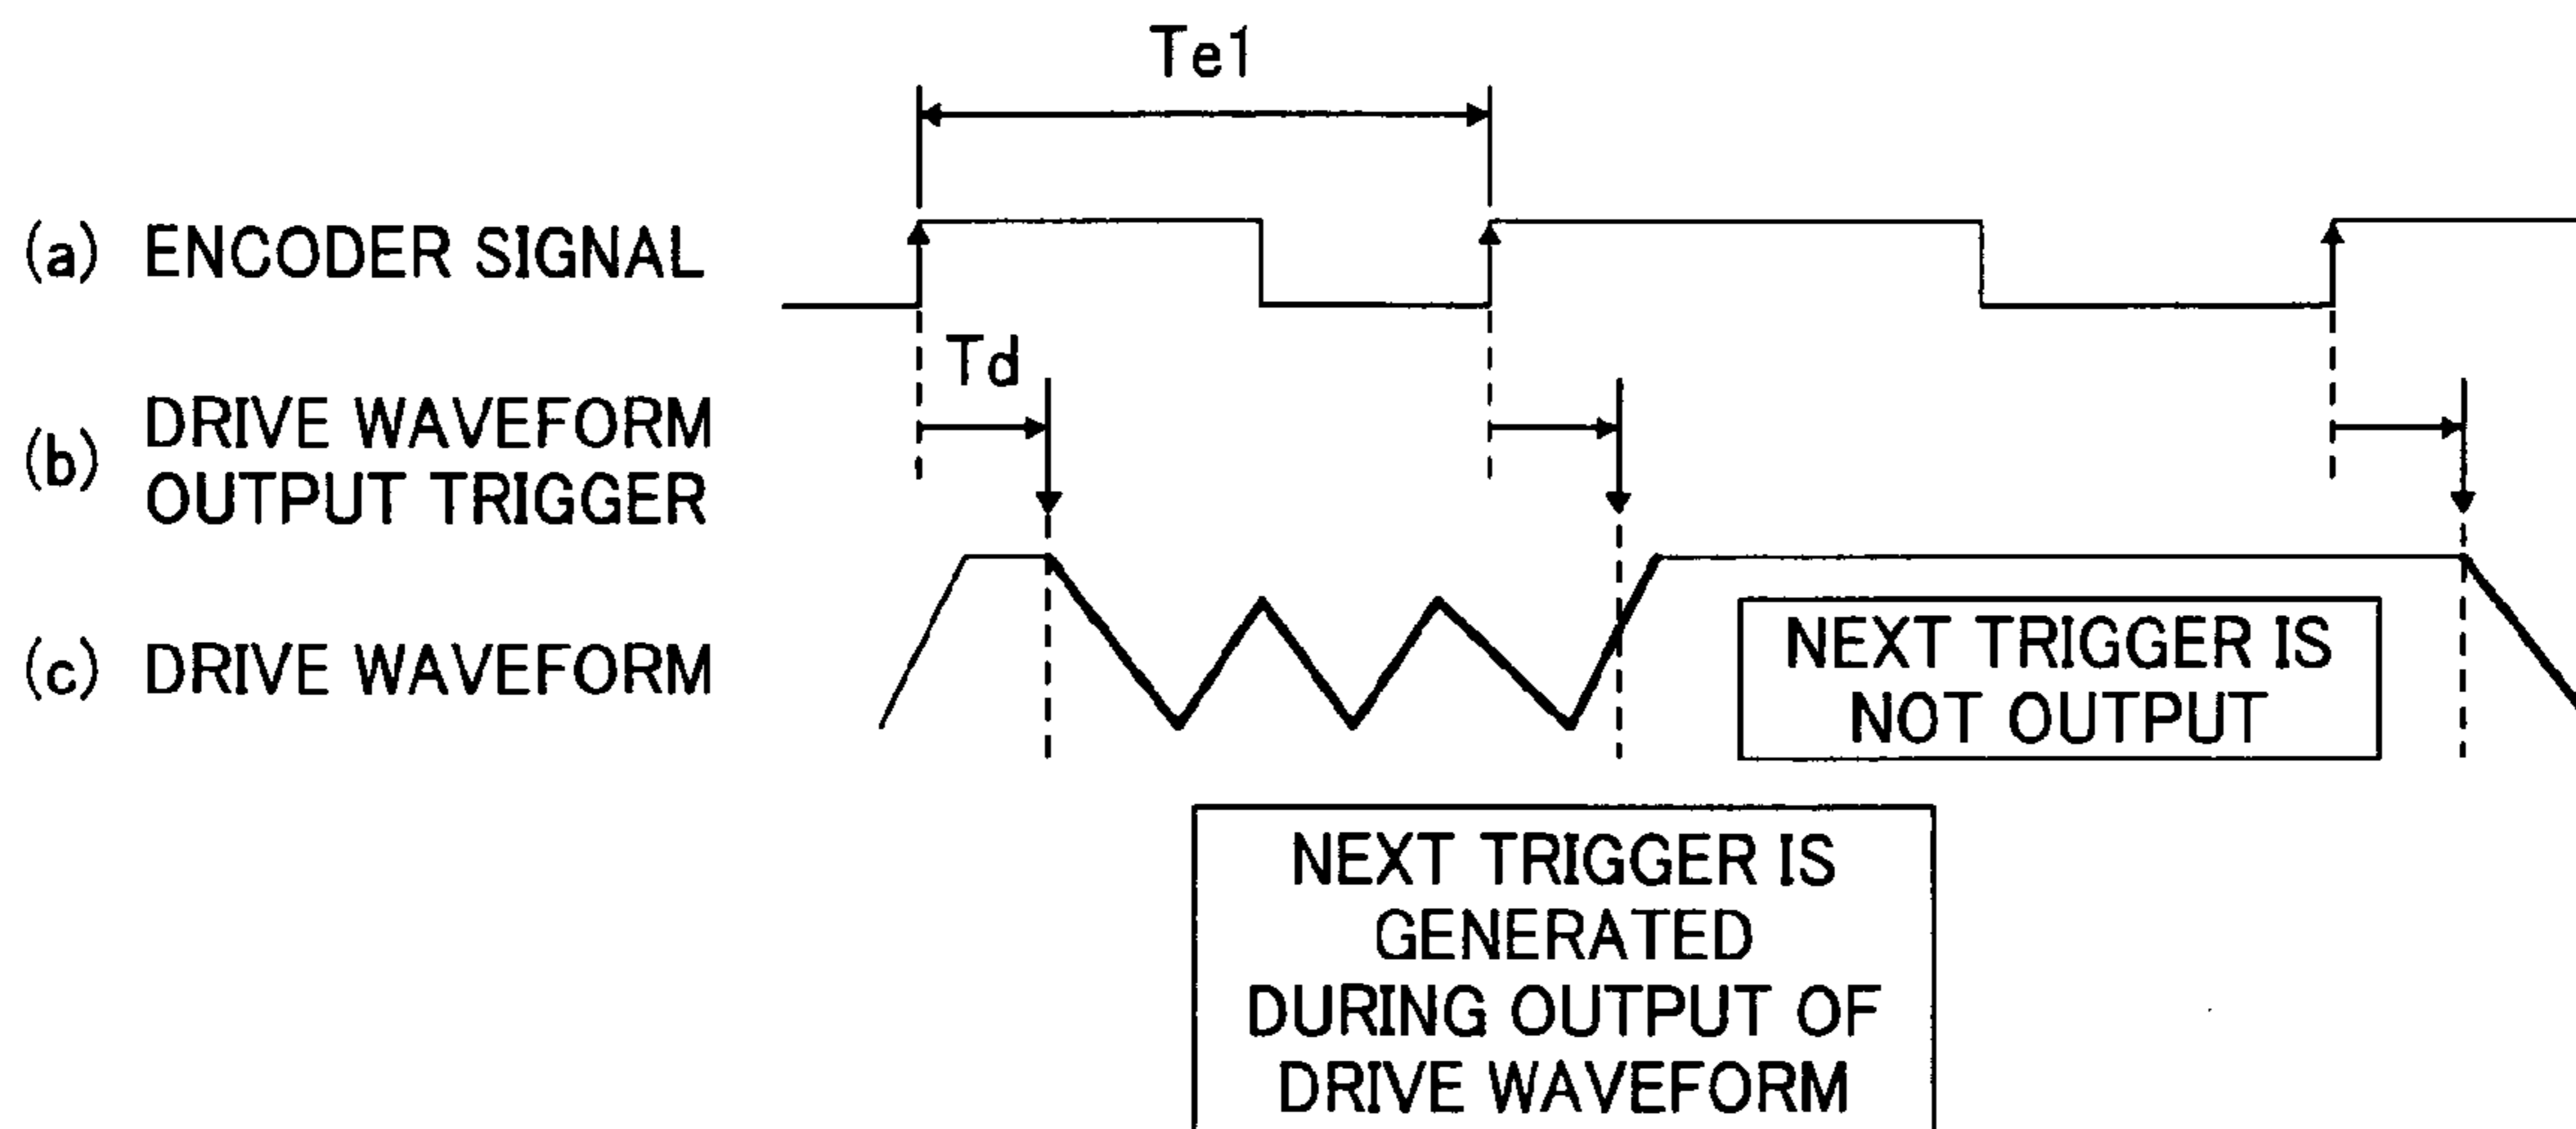 Te1
(a) ENCODER SIGNAL
Td
(b) DRIVE WAVEFORM
OUTPUT TRIGGER
(c) DRIVE WAVEFORM
NEXT TRIGGER IS
NOT OUTPUT
NEXT TRIGGER IS
GENERATED
DURING OUTPUT OF
DRIVE WAVEFORM